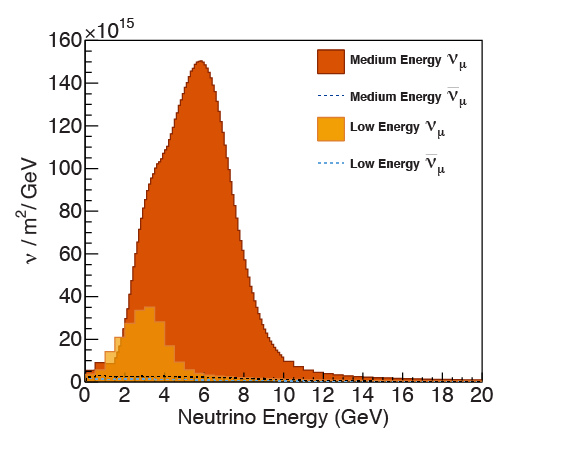 ×10¹⁵
160
140
120
100
80
60
40
20
0
ν / m²/ GeV
Medium Energy ν_μ
Medium Energy ν̅_μ
Low Energy ν_μ
Low Energy ν̅_μ
0 2 4 6 8 10 12 14 16 18 20
Neutrino Energy (GeV)